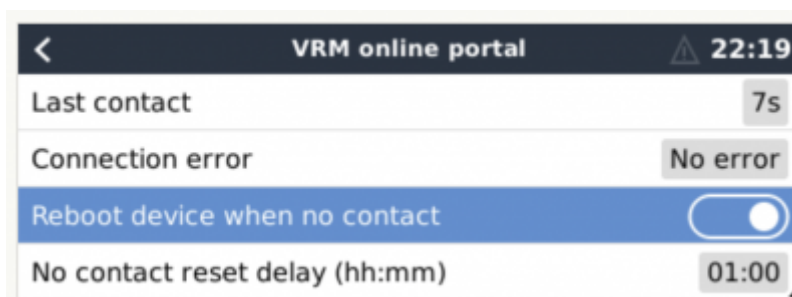 VRM online portal 22:19
Last contact 7s
Connection error No error
Reboot device when no contact
No contact reset delay (hh:mm) 01:00